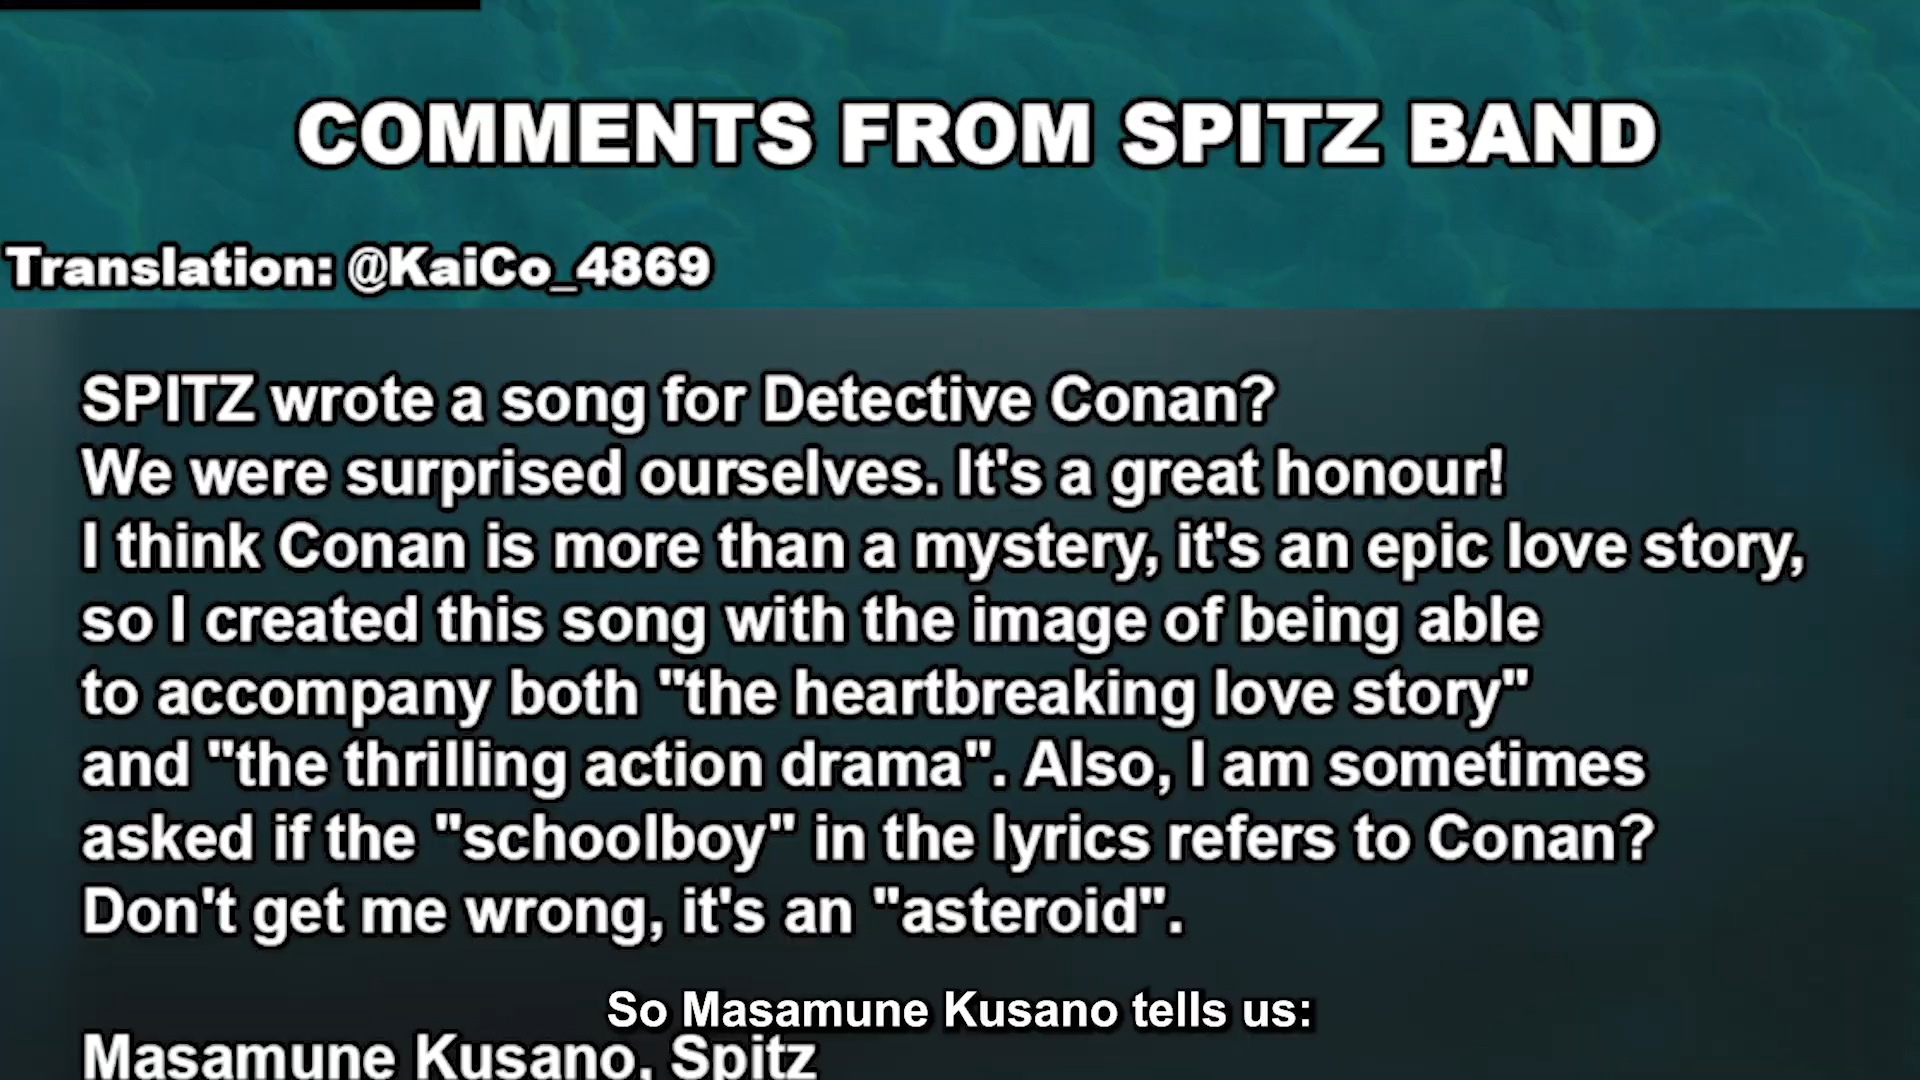 COMMENTS FROM SPITZ BAND
Translation: @KaiCo_4869
SPITZ wrote a song for Detective Conan?
We were surprised ourselves. It's a great honour!
I think Conan is more than a mystery, it's an epic love story,
so I created this song with the image of being able
to accompany both "the heartbreaking love story"
and "the thrilling action drama". Also, I am sometimes
asked if the "schoolboy" in the lyrics refers to Conan?
Don't get me wrong, it's an "asteroid".
So Masamune Kusano tells us:
Masamune Kusano, Spitz